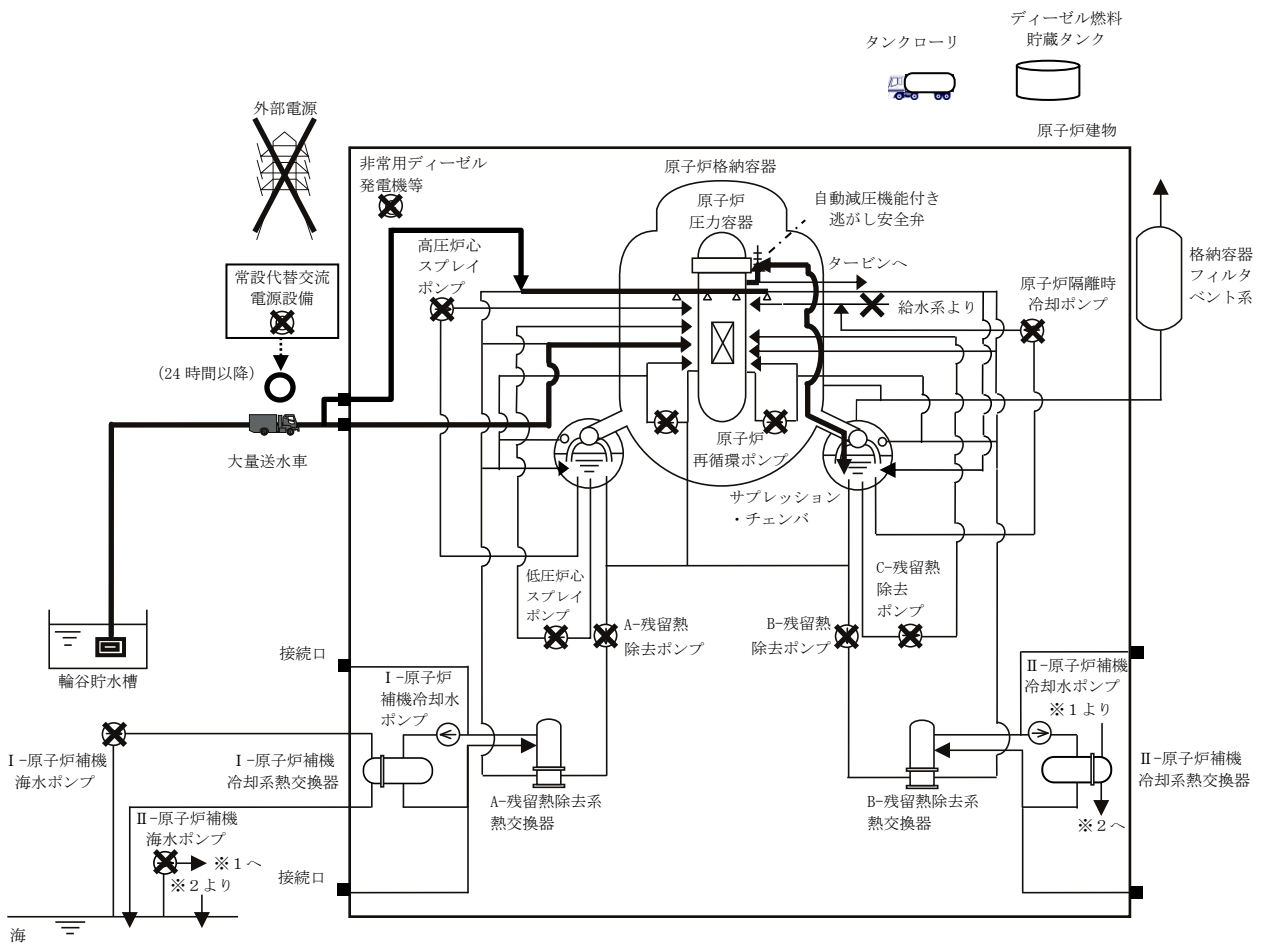 ディーゼル燃料
貯蔵タンク
タンクローリ
原子炉建物
外部電源
非常用ディーゼル
発電機等
原子炉格納容器
原子炉
圧力容器
自動減圧機能付き
逃がし安全弁
高圧炉心
スプレイ
ポンプ
タービンへ
給水系より
原子炉隔離時
冷却ポンプ
格納容器
フィルタ
ベント系
常設代替交流
電源設備
(24 時間以降)
大量送水車
原子炉
再循環ポンプ
サプレッション
・チェンバ
低圧炉心
スプレイ
ポンプ
A-残留熱
除去ポンプ
B-残留熱
除去ポンプ
C-残留熱
除去
ポンプ
輪谷貯水槽
接続口
Ⅰ-原子炉
補機冷却水
ポンプ
Ⅱ-原子炉補機
冷却水ポンプ
※1より
Ⅰ-原子炉補機
海水ポンプ
Ⅰ-原子炉補機
冷却系熱交換器
Ⅱ-原子炉補機
冷却系熱交換器
A-残留熱除去系
熱交換器
B-残留熱除去系
熱交換器
※2へ
Ⅱ-原子炉補機
海水ポンプ
※1へ
※2より
接続口
海